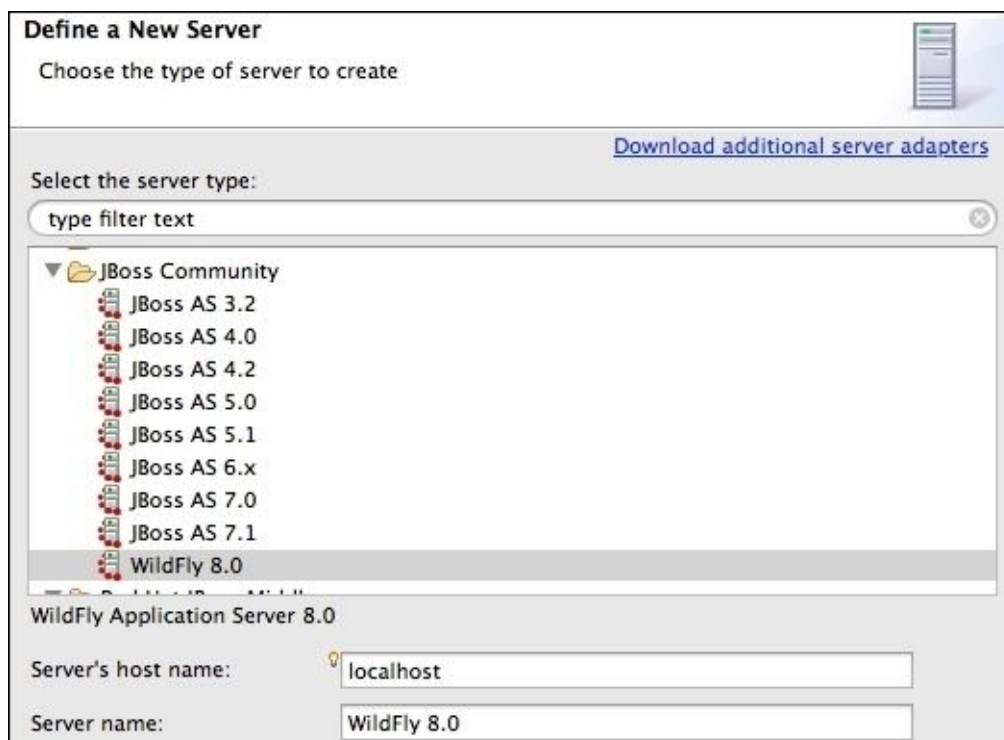 Define a New Server
Choose the type of server to create
Download additional server adapters
Select the server type:
type filter text
JBoss Community
JBoss AS 3.2
JBoss AS 4.0
JBoss AS 4.2
JBoss AS 5.0
JBoss AS 5.1
JBoss AS 6.x
JBoss AS 7.0
JBoss AS 7.1
WildFly 8.0
WildFly Application Server 8.0
Server's host name: localhost
Server name: WildFly 8.0